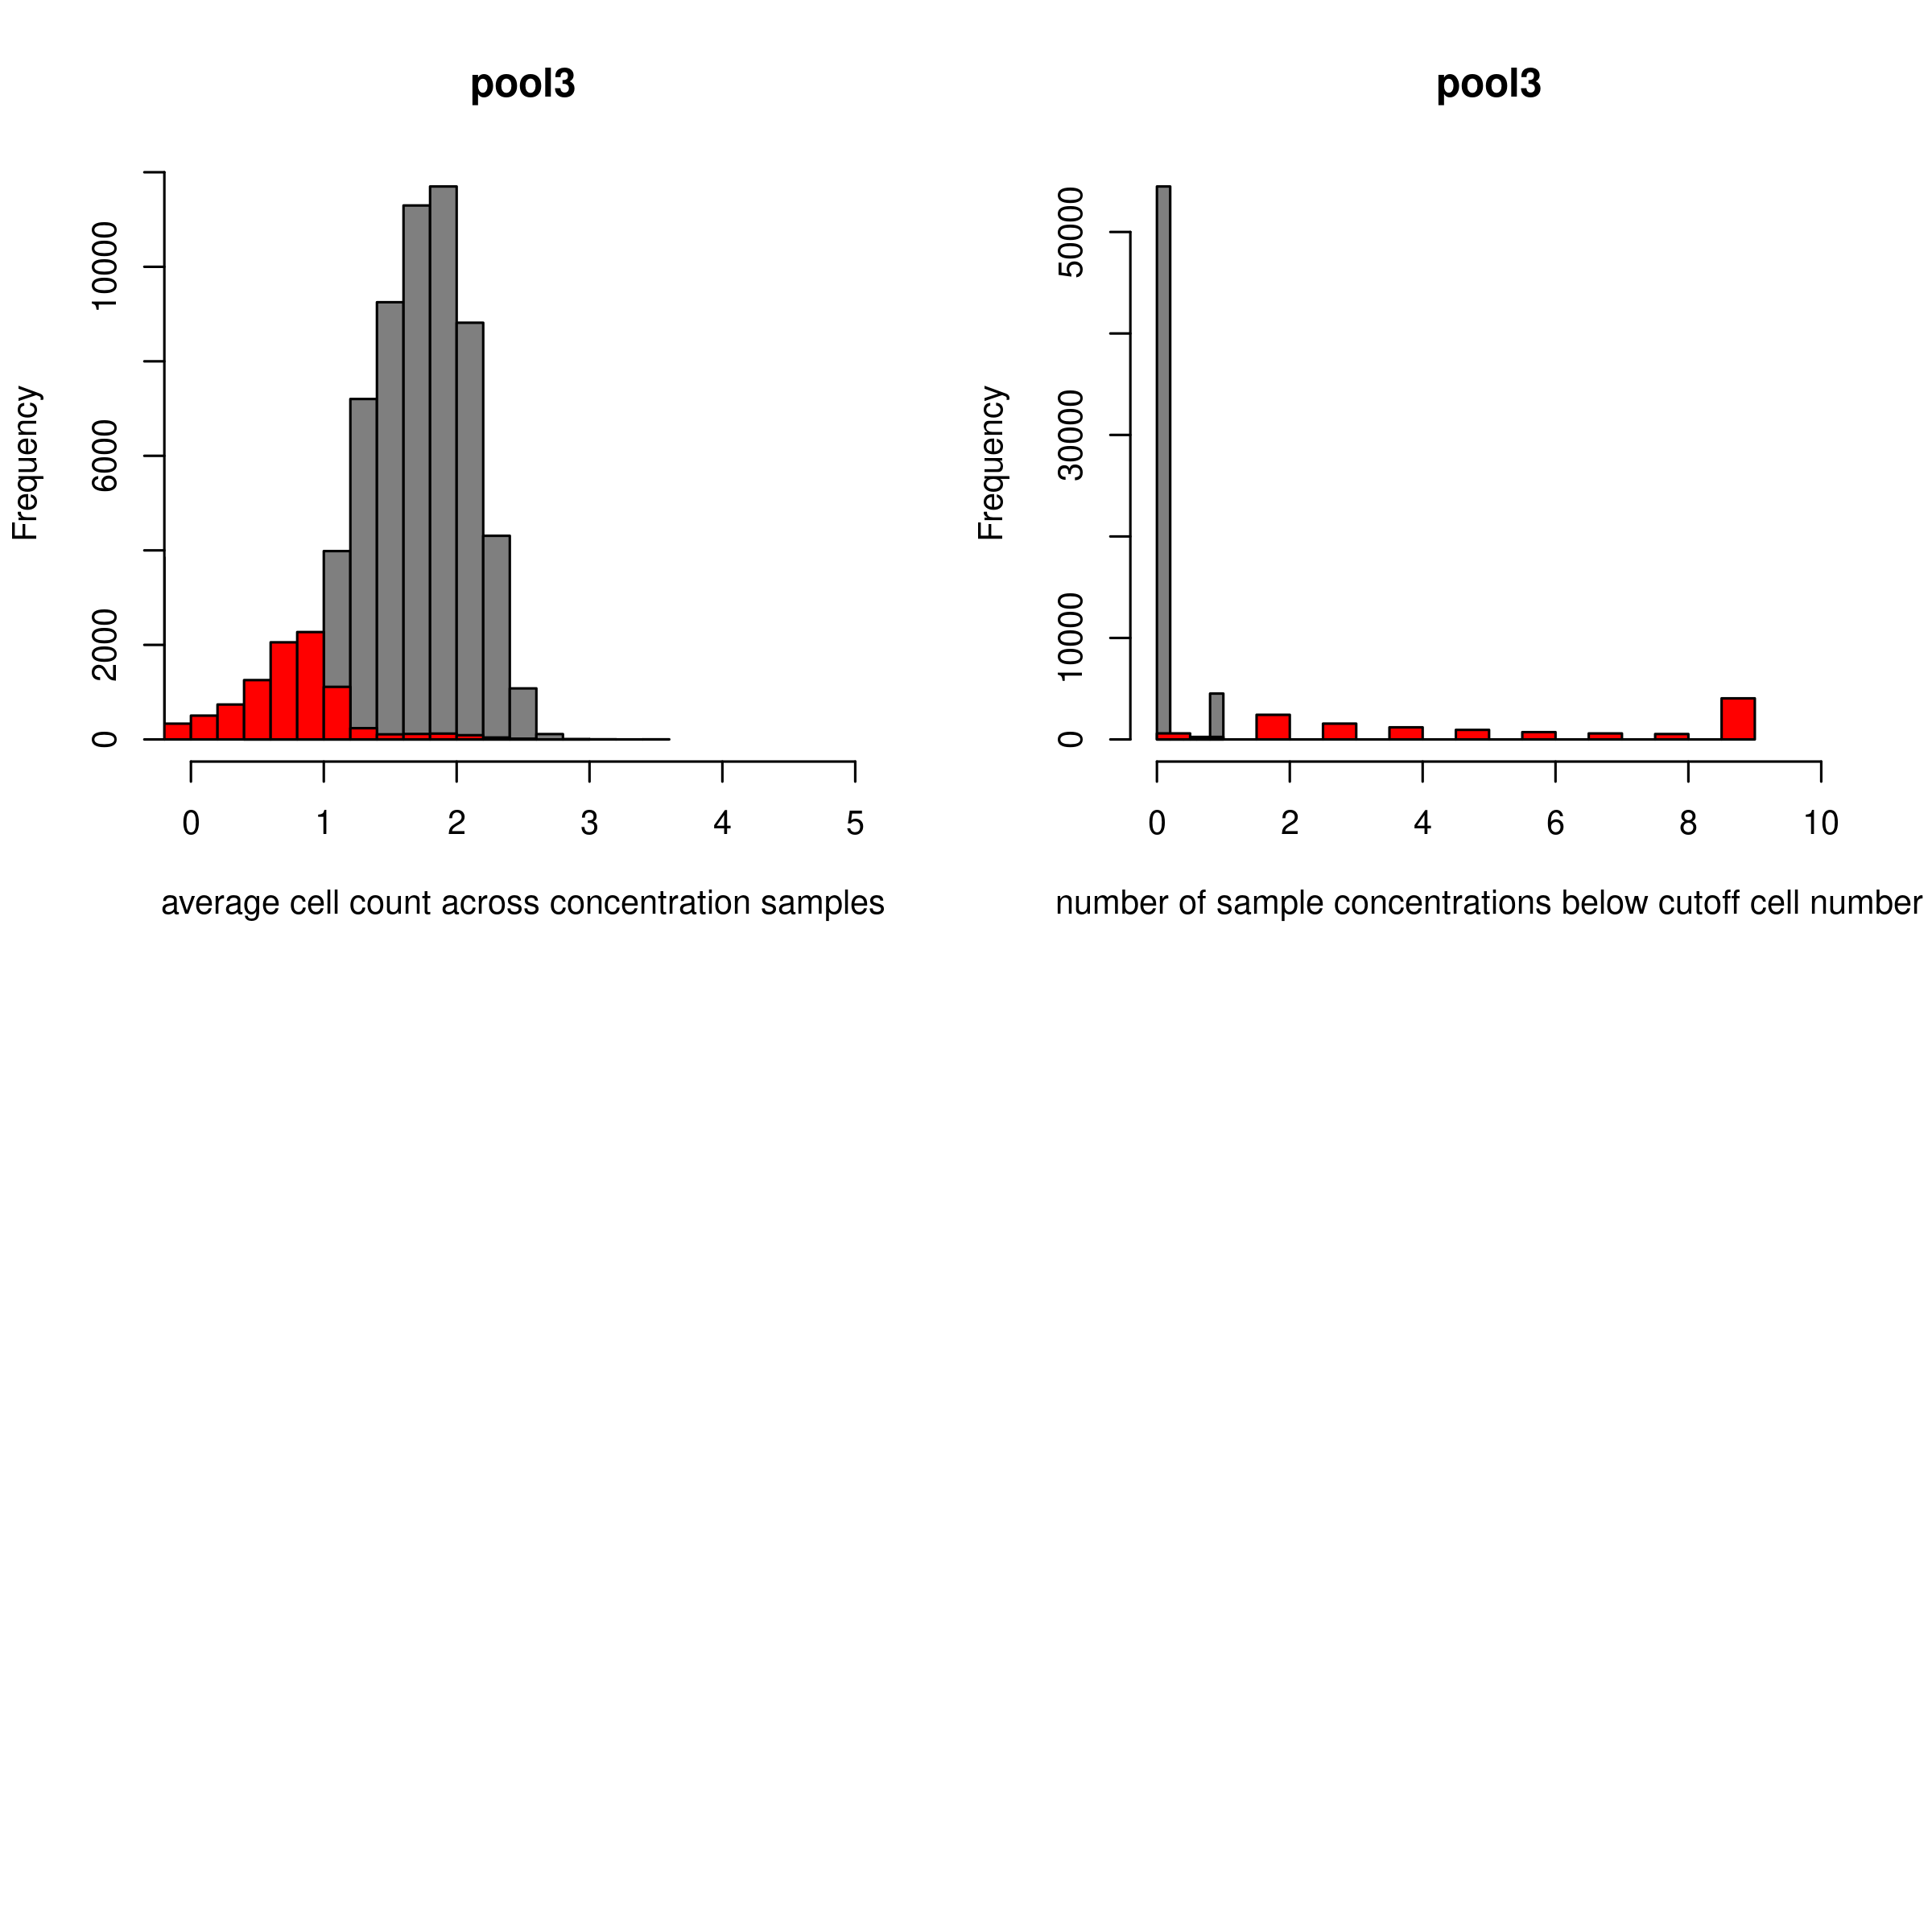 pool3
Frequency
0
2000
6000
10000
0 1 2 3 4 5
average cell count across concentration samples
pool3
Frequency
0
10000
30000
50000
0 2 4 6 8 10
number of sample concentrations below cutoff cell number